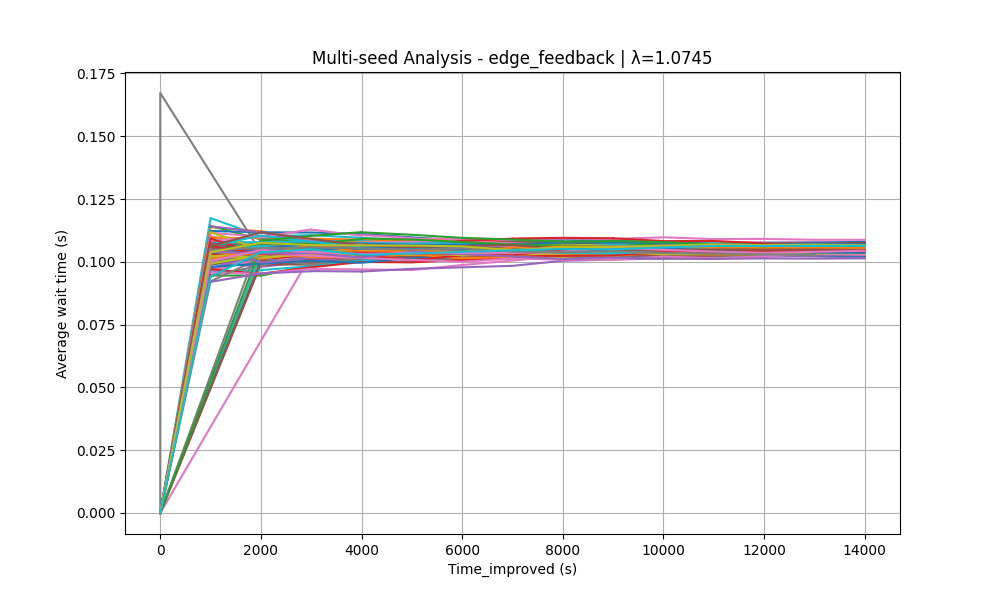 Multi-seed Analysis - edge_feedback | λ=1.0745
0.175
0.150
0.125
0.100
0.075
0.050
0.025
0.000
Average wait time (s)
0 2000 4000 6000 8000 10000 12000 14000
Time_improved (s)